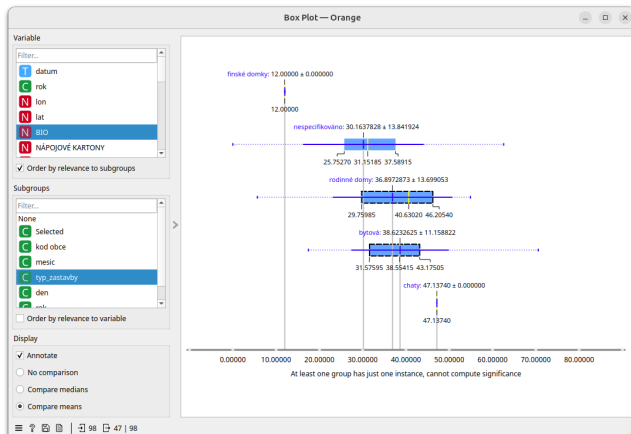 Box Plot — Orange
Variable
Filter...
T datum
C rok
N lon
N lat
N BIO
N NÁPOJOVÉ KARTONY
Order by relevance to subgroups
Subgroups
Filter...
None
C Selected
C kod obce
C mesic
C typ_zastavby
C den
C rok
Order by relevance to variable
Display
Annotate
No comparison
Compare medians
Compare means
98
47 | 98
finské domky: 12.00000 ± 0.000000
12.00000
nespecifikováno: 30.1637828 ± 13.841924
25.75270 31.15185 37.58915
rodinné domy: 36.8972873 ± 13.699053
29.75985 40.63020 46.20540
bytová: 38.6232625 ± 11.158822
31.57595 38.55415 43.17505
chaty: 47.13740 ± 0.000000
47.13740
0.00000 10.00000 20.00000 30.00000 40.00000 50.00000 60.00000 70.00000 80.00000
At least one group has just one instance, cannot compute significance